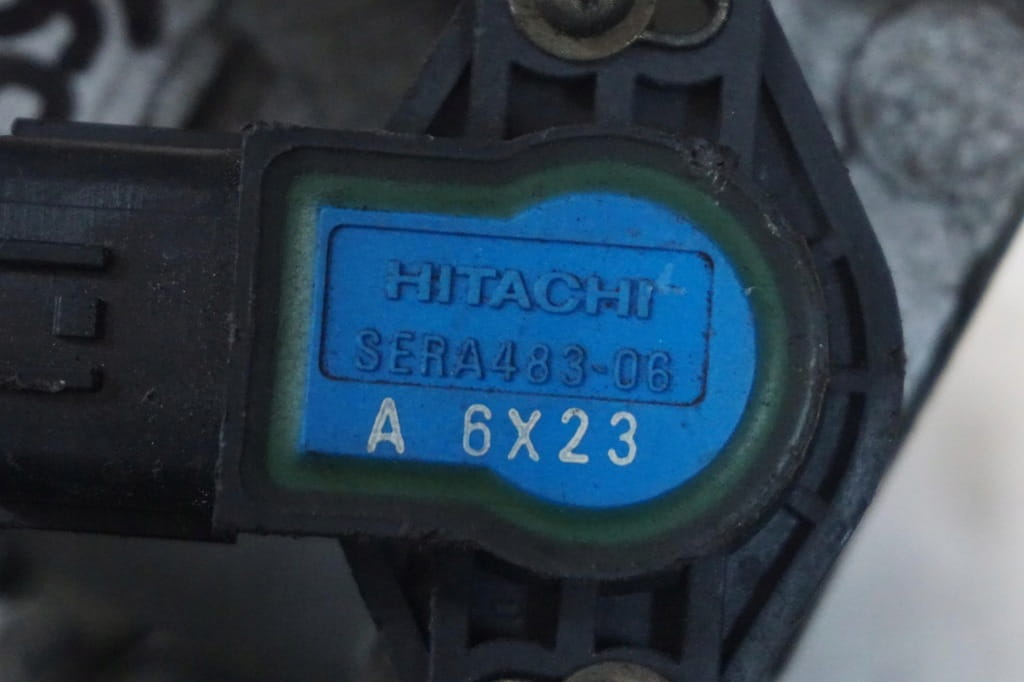 HITACHI
SERA483-06
A 6X23